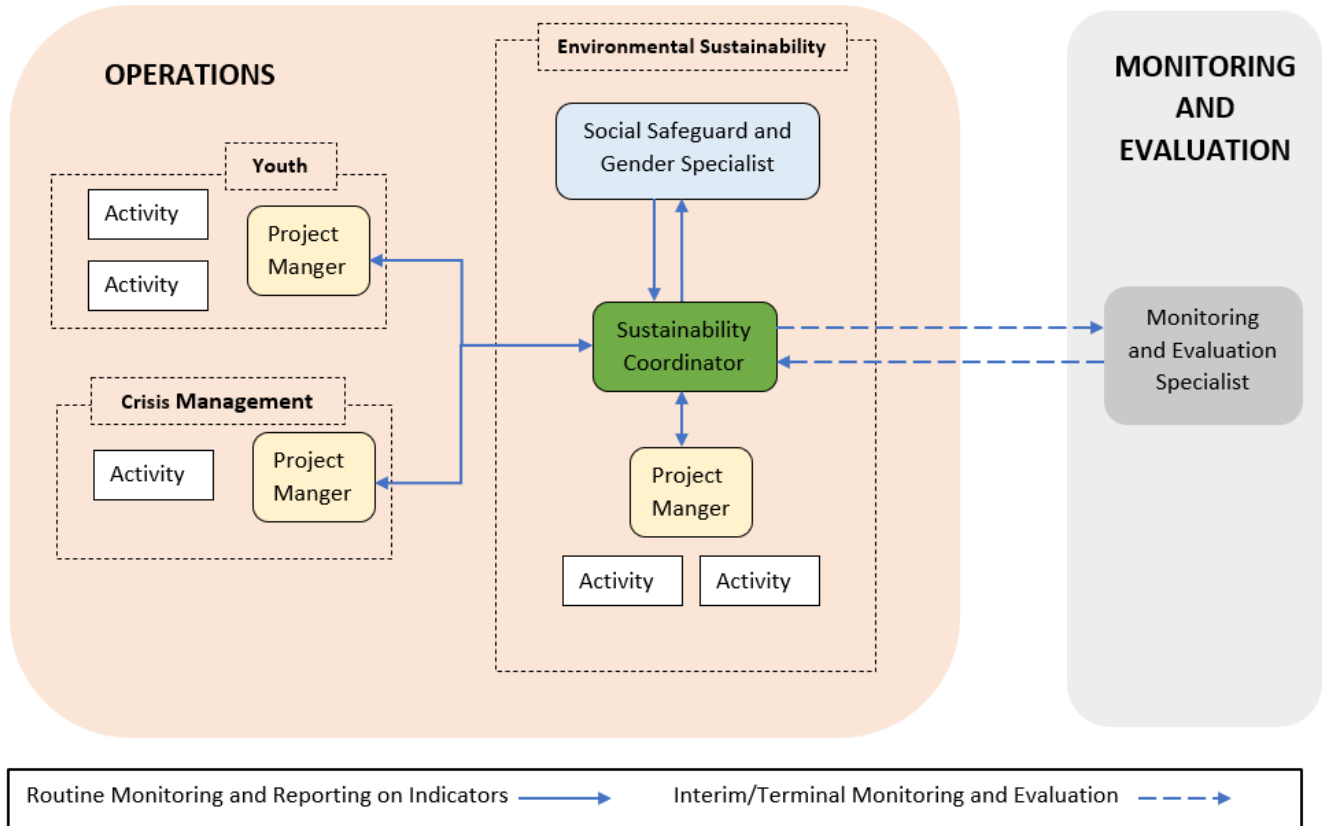 OPERATIONS
Youth
Activity
Activity
Project
Manger
Crisis Management
Activity
Project
Manger
Environmental Sustainability
Social Safeguard and
Gender Specialist
Sustainability
Coordinator
Project
Manger
Activity
Activity
MONITORING
AND
EVALUATION
Monitoring
and Evaluation
Specialist
Routine Monitoring and Reporting on Indicators
Interim/Terminal Monitoring and Evaluation